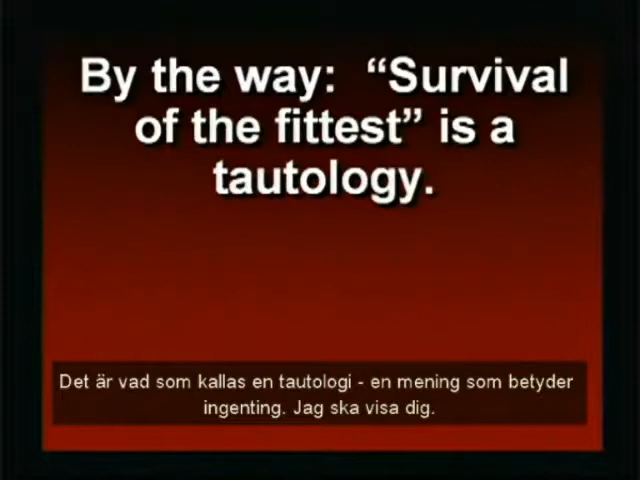 By the way:  “Survival
of the fittest” is a
tautology.
Det är vad som kallas en tautologi - en mening som betyder
ingenting. Jag ska visa dig.